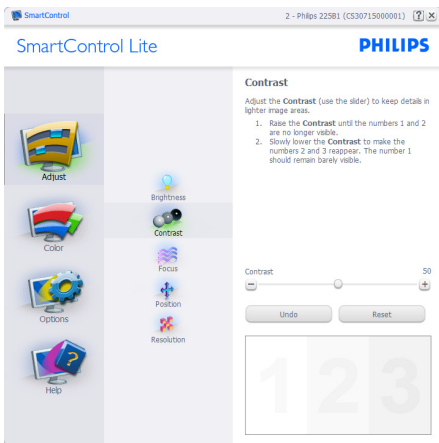 SmartControl
2 - Philips 225B1 (CS30715000001)
SmartControl Lite
PHILIPS
Adjust
Color
Options
Help
Brightness
Contrast
Focus
Position
Resolution
Contrast
Adjust the Contrast (use the slider) to keep details in
lighter image areas.
1. Raise the Contrast until the numbers 1 and 2
are no longer visible.
2. Slowly lower the Contrast to make the
numbers 2 and 3 reappear. The number 1
should remain barely visible.
Contrast 50
Undo Reset
1 2 3